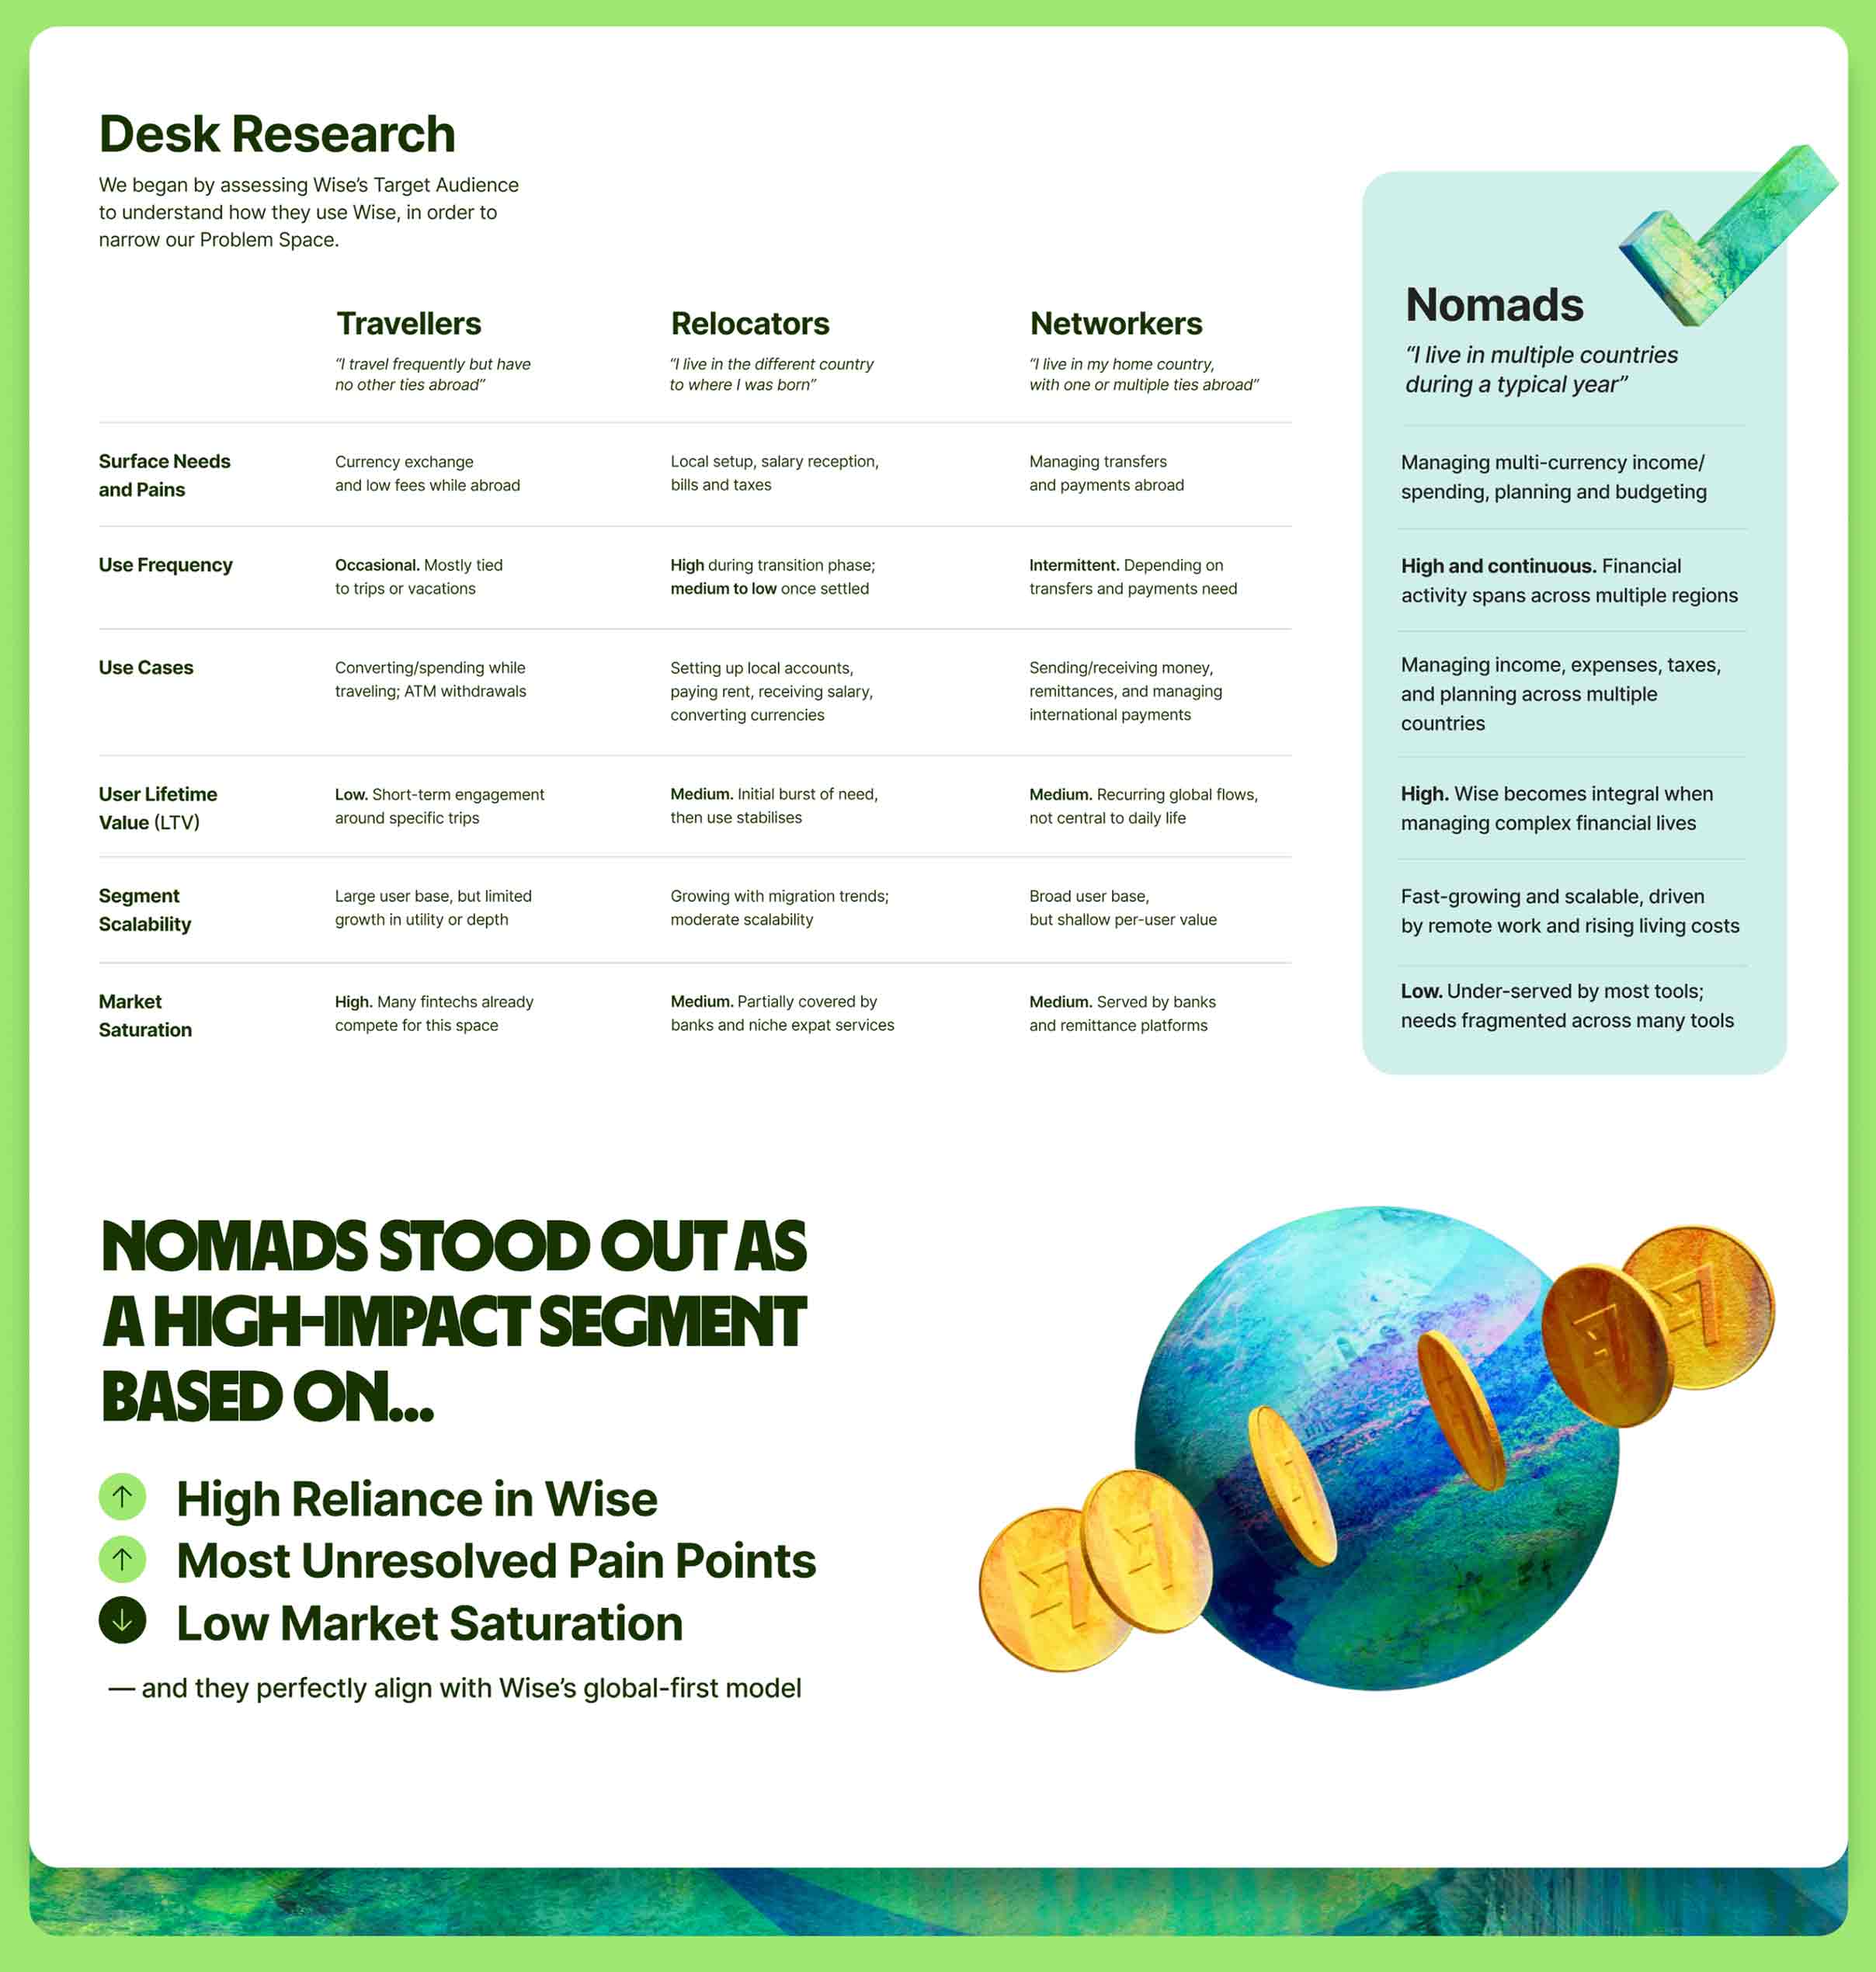 Desk Research
We began by assessing Wise's Target Audience
to understand how they use Wise, in order to
narrow our Problem Space.
Travellers
"I travel frequently but have
no other ties abroad"
Relocators
"I live in the different country
to where I was born"
Networkers
"I live in my home country,
with one or multiple ties abroad"
Nomads
"I live in multiple countries
during a typical year"
Surface Needs
and Pains
Currency exchange
and low fees while abroad
Local setup, salary reception,
bills and taxes
Managing transfers
and payments abroad
Managing multi-currency income/
spending, planning and budgeting
Use Frequency
Occasional. Mostly tied
to trips or vacations
High during transition phase;
medium to low once settled
Intermittent. Depending on
transfers and payments need
High and continuous. Financial
activity spans across multiple regions
Use Cases
Converting/spending while
traveling; ATM withdrawals
Setting up local accounts,
paying rent, receiving salary,
converting currencies
Sending/receiving money,
remittances, and managing
international payments
Managing income, expenses, taxes,
and planning across multiple
countries
User Lifetime
Value (LTV)
Low. Short-term engagement
around specific trips
Medium. Initial burst of need,
then use stabilises
Medium. Recurring global flows,
not central to daily life
High. Wise becomes integral when
managing complex financial lives
Segment
Scalability
Large user base, but limited
growth in utility or depth
Growing with migration trends;
moderate scalability
Broad user base,
but shallow per-user value
Fast-growing and scalable, driven
by remote work and rising living costs
Market
Saturation
High. Many fintechs already
compete for this space
Medium. Partially covered by
banks and niche expat services
Medium. Served by banks
and remittance platforms
Low. Under-served by most tools;
needs fragmented across many tools
NOMADS STOOD OUT AS
A HIGH-IMPACT SEGMENT
BASED ON...
High Reliance in Wise
Most Unresolved Pain Points
Low Market Saturation
— and they perfectly align with Wise's global-first model